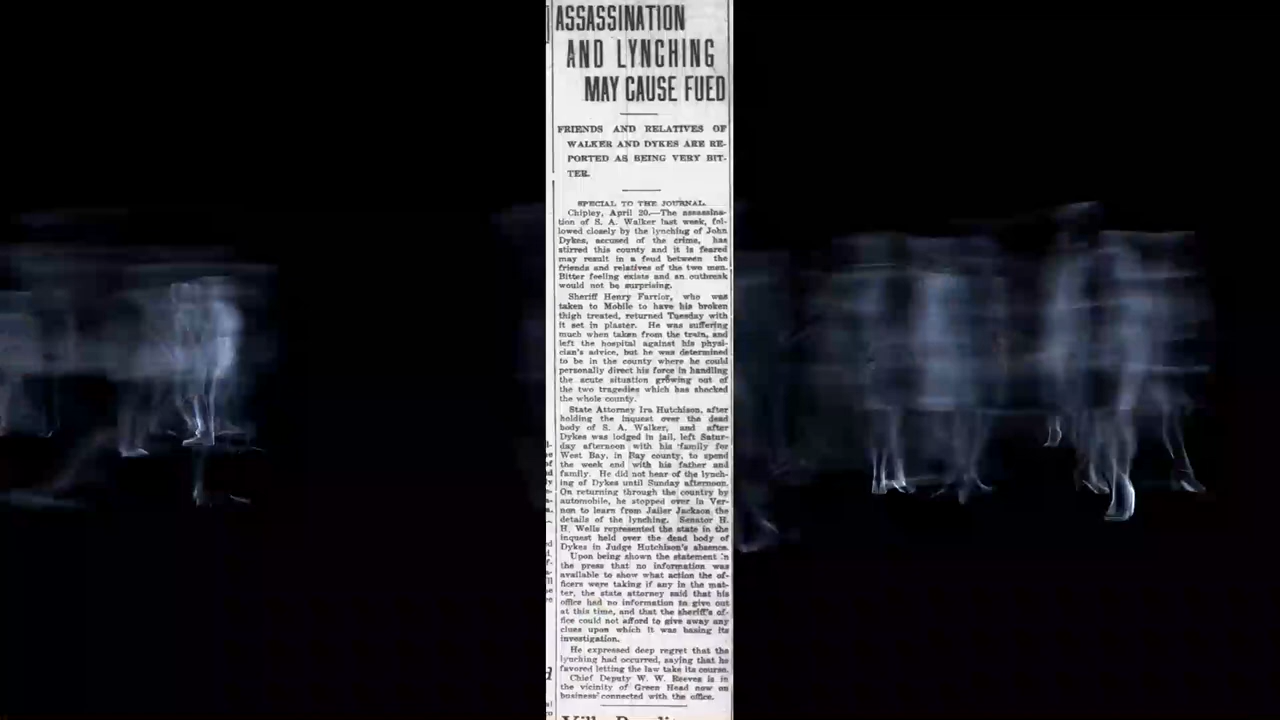 ASSASSINATION
AND LYNCHING
MAY CAUSE FUED
FRIENDS AND RELATIVES OF
WALKER AND DYKES ARE RE-
PORTED AS BEING VERY BIT-
TER.
SPECIAL TO THE JOURNAL.
Chipley, April 20.—The assassina-
tion of S. A. Walker last week, fol-
lowed closely by the lynching of John
Dykes, accused of the crime, has
stirred this county and it is feared
may result in a feud between the
friends and relatives of the two men.
Bitter feeling exists and an outbreak
would not be surprising.
Sheriff Henry Farrior, who was
taken to Mobile to have his broken
thigh treated, returned Tuesday with
it set in plaster. He was suffering
much when taken from the train, and
left the hospital against his physi-
cian's advice, but he was determined
to be in the county where he could
personally direct his force in handling
the acute situation growing out of
the two tragedies which has shocked
the whole county.
State Attorney Ira Hutchison, after
holding the inquest over the dead
body of S. A. Walker, and after
Dykes was lodged in jail, left Satur-
day afternoon with his family for
West Bay, in Bay county, to spend
the week end with his father and
family. He did not hear of the lynch-
ing of Dykes until Sunday afternoon.
On returning through the country by
automobile, he stopped over in Ver-
non to learn from Jailer Jackson the
details of the lynching. Senator H.
H. Wells represented the state in the
inquest held over the dead body of
Dykes in Judge Hutchison's absence.
Upon being shown the statement in
the press that no information was
available to show what action the of-
ficers were taking if any in the mat-
ter, the state attorney said that his
office had no information to give out
at this time, and that the sheriff's of-
fice could not afford to give away any
clues upon which it was basing its
investigation.
He expressed deep regret that the
lynching had occurred, saying that he
favored letting the law take its course.
Chief Deputy W. W. Reeves is in
the vicinity of Green Head now on
business connected with the office.